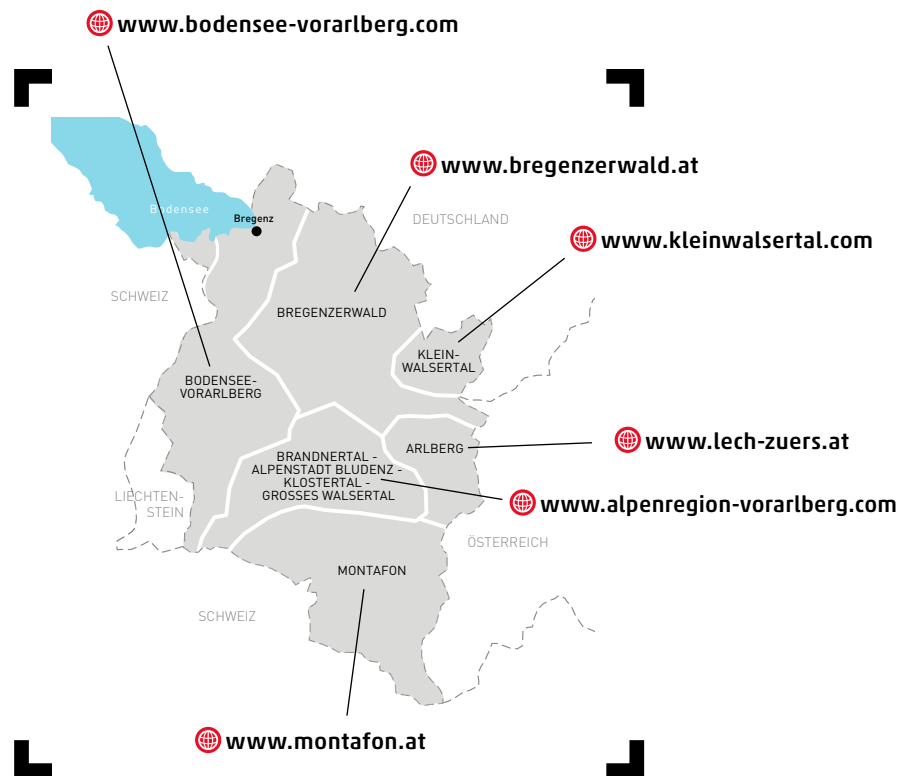 www.bodensee-vorarlberg.com
www.bregenzerwald.at
Bodensee
Bregenz
DEUTSCHLAND
www.kleinwalsertal.com
SCHWEIZ
BREGENZERWALD
KLEIN-
WALSERTAL
BODENSEE-
VORARLBERG
ARLBERG
www.lech-zuers.at
BRANDNERTAL -
ALPENSTADT BLUDENZ -
KLOSTERTAL -
GROSSES WALSERTAL
LIECHTEN-
STEIN
www.alpenregion-vorarlberg.com
ÖSTERREICH
MONTAFON
SCHWEIZ
www.montafon.at